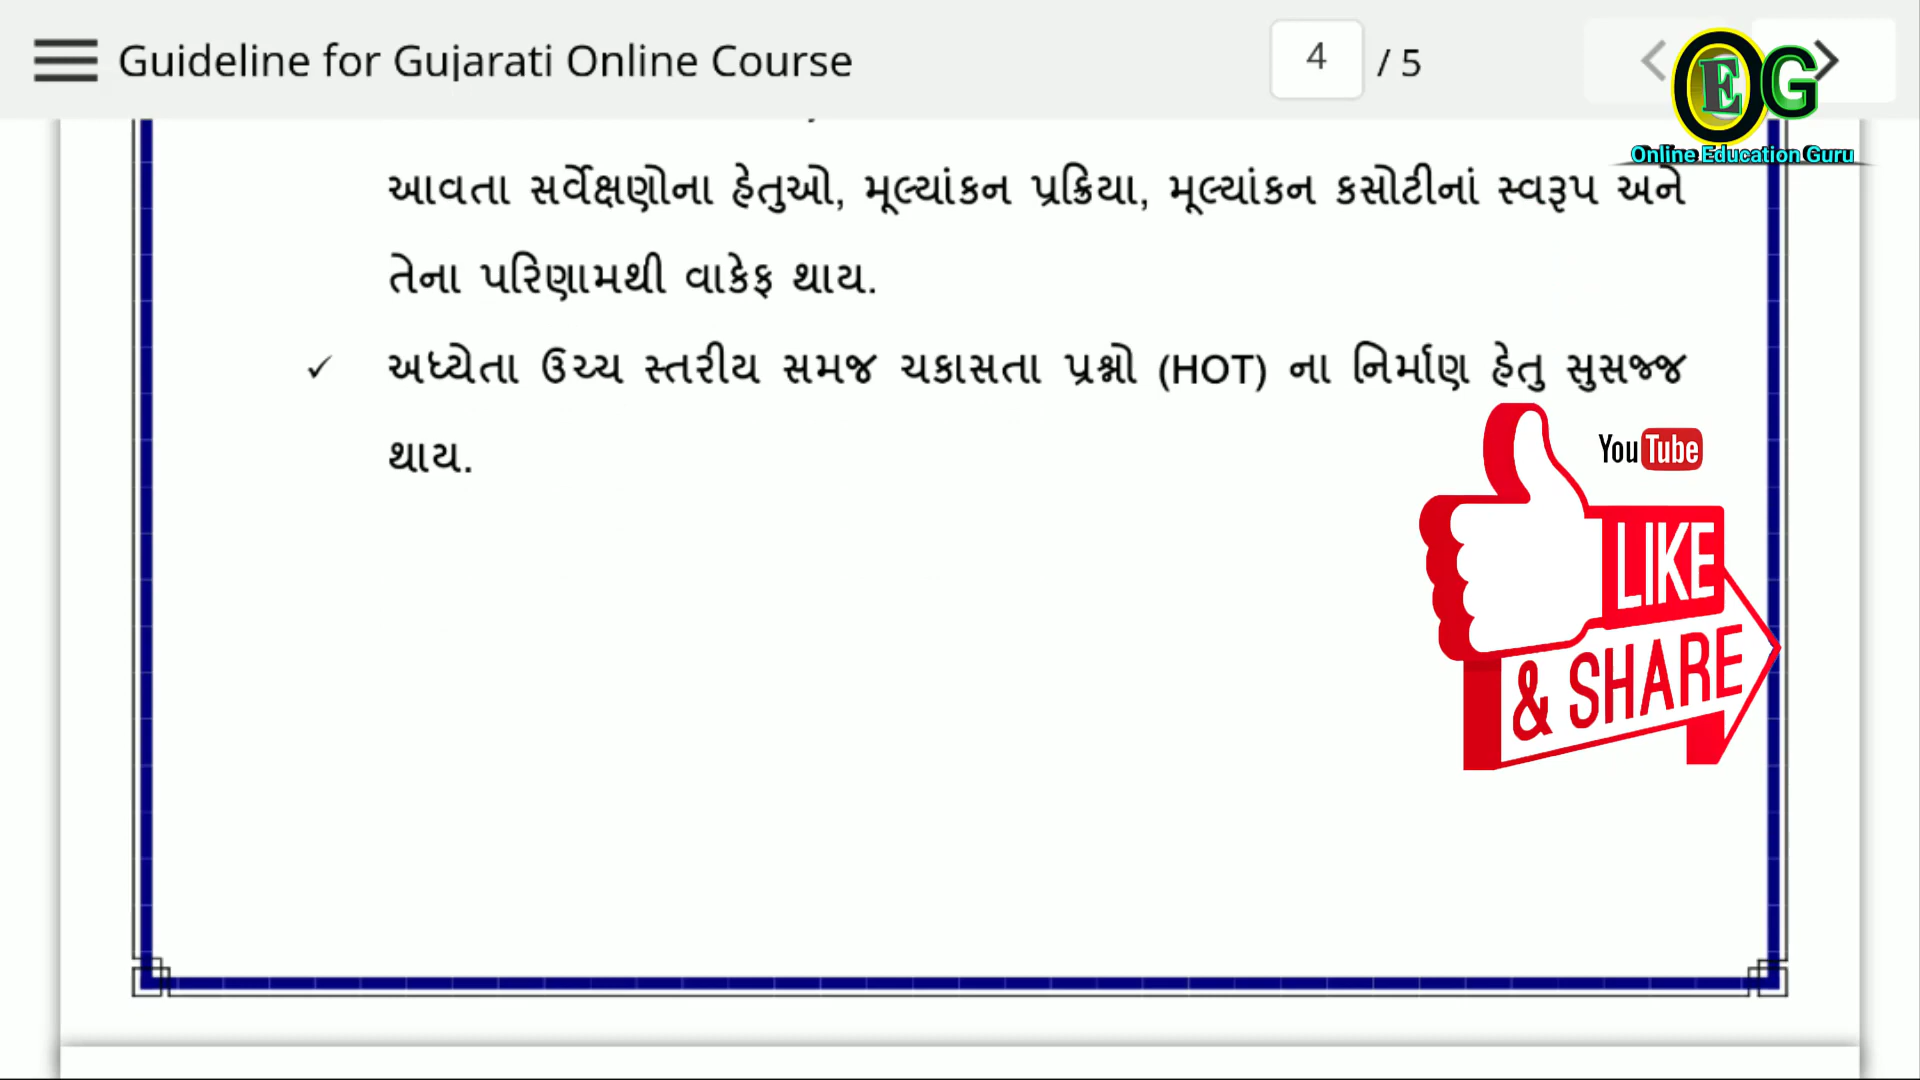 Guideline for Gujarati Online Course
4 / 5
OEG
Online Education Guru
આવતા સર્વેક્ષણોના હેતુઓ, મૂલ્યાંકન પ્રક્રિયા, મૂલ્યાંકન કસોટીનાં સ્વરૂપ અને
તેના પરિણામથી વાકેફ થાય.
✓ અધ્યેતા ઉચ્ચ સ્તરીય સમજ ચકાસતા પ્રશ્નો (HOT) ના નિર્માણ હેતુ સુસજ્જ
થાય.
YouTube
LIKE
& SHARE